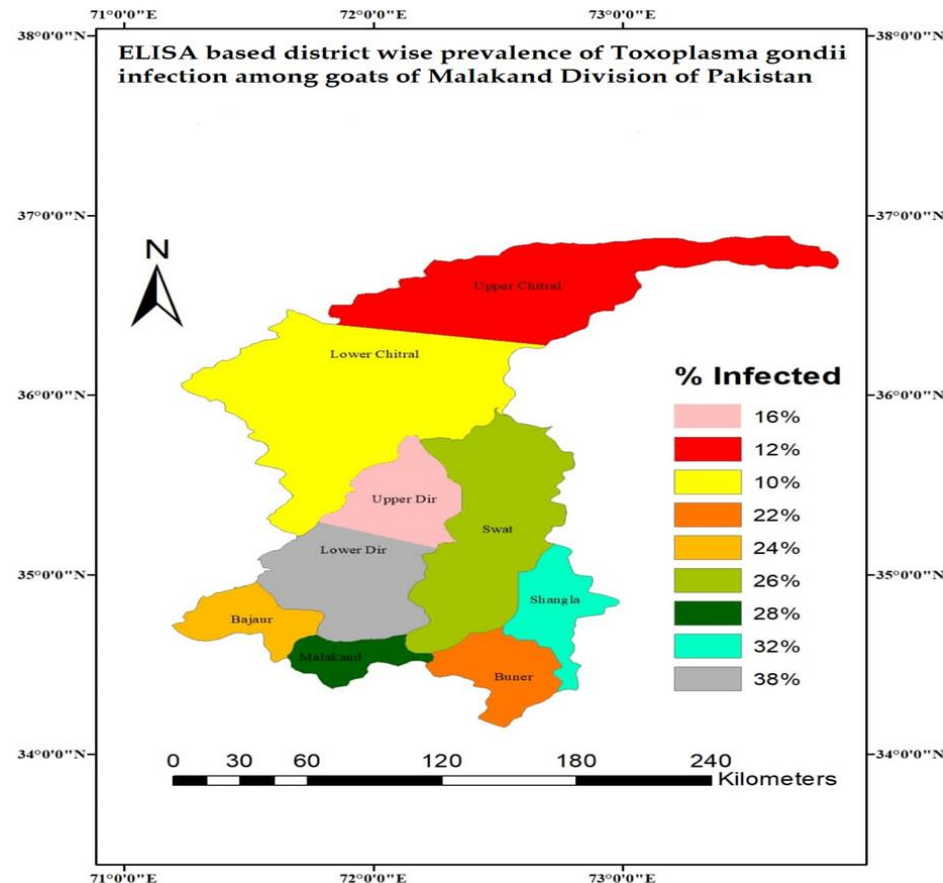 71°0'0"E 72°0'0"E 73°0'0"E
38°0'0"N 38°0'0"N
ELISA based district wise prevalence of Toxoplasma gondii
infection among goats of Malakand Division of Pakistan
37°0'0"N 37°0'0"N
N
Upper Chitral
Lower Chitral
36°0'0"N 36°0'0"N
% Infected
16%
12%
10%
22%
24%
26%
28%
32%
38%
Upper Dir
Swat
Lower Dir
35°0'0"N 35°0'0"N
Shangla
Bajaur
Malakand
Buner
34°0'0"N 34°0'0"N
0 30 60 120 180 240
Kilometers
71°0'0"E 72°0'0"E 73°0'0"E